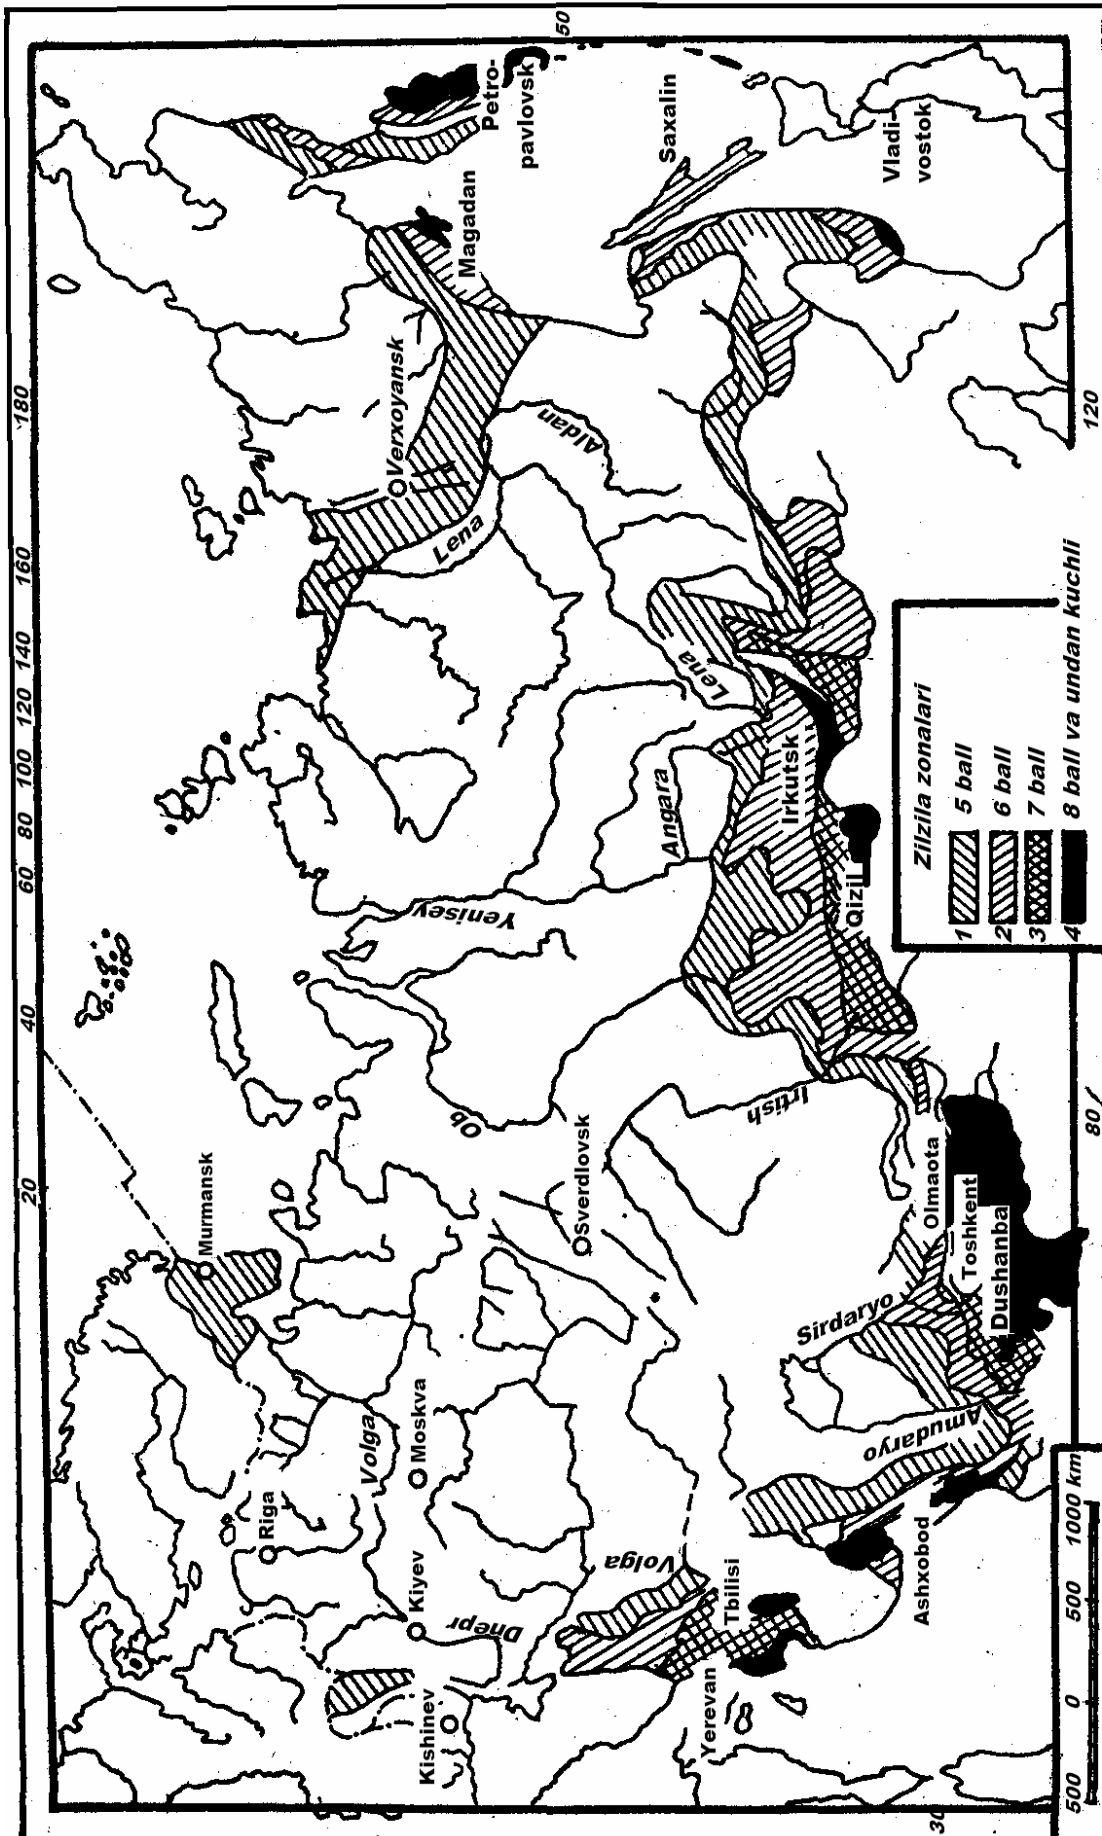 20
40
60
80
100
120
140
160
180
50
Murmansk
Riga
Volga
Moskva
Kiyev
Dnepr
Kishinev
Volga
Yerevan
Tbilisi
Ashxobod
Amudaryo
Sirdaryo
Dushanba
Toshkent
Olmaota
Sverdlovsk
Ob
Irtish
Yenisey
Angara
Qizil
Irkutsk
Lena
Lena
Verxoyansk
Aldan
Magadan
Petro-
pavlovsk
Saxalin
Vladi-
vostok
Zilzila zonalari
1 5 ball
2 6 ball
3 7 ball
4 8 ball va undan kuchli
500 0 500 1000 km
30
80
120